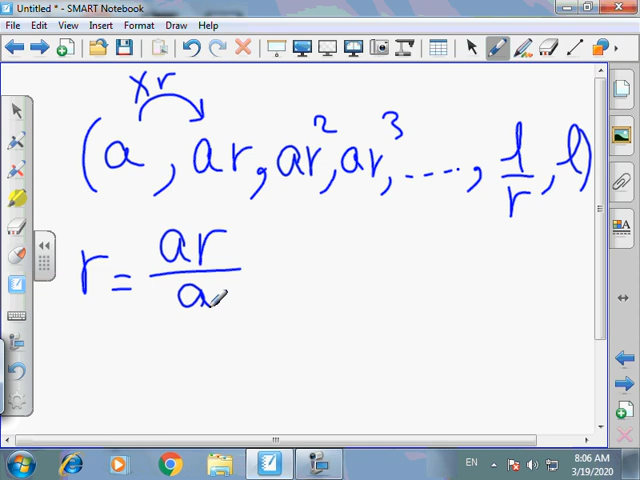 Untitled * - SMART Notebook
File Edit View Insert Format Tools Draw Help
×r
(a, ar, ar², ar³, ....., l/r, l)
r = ar/a
EN 8:06 AM
3/19/2020